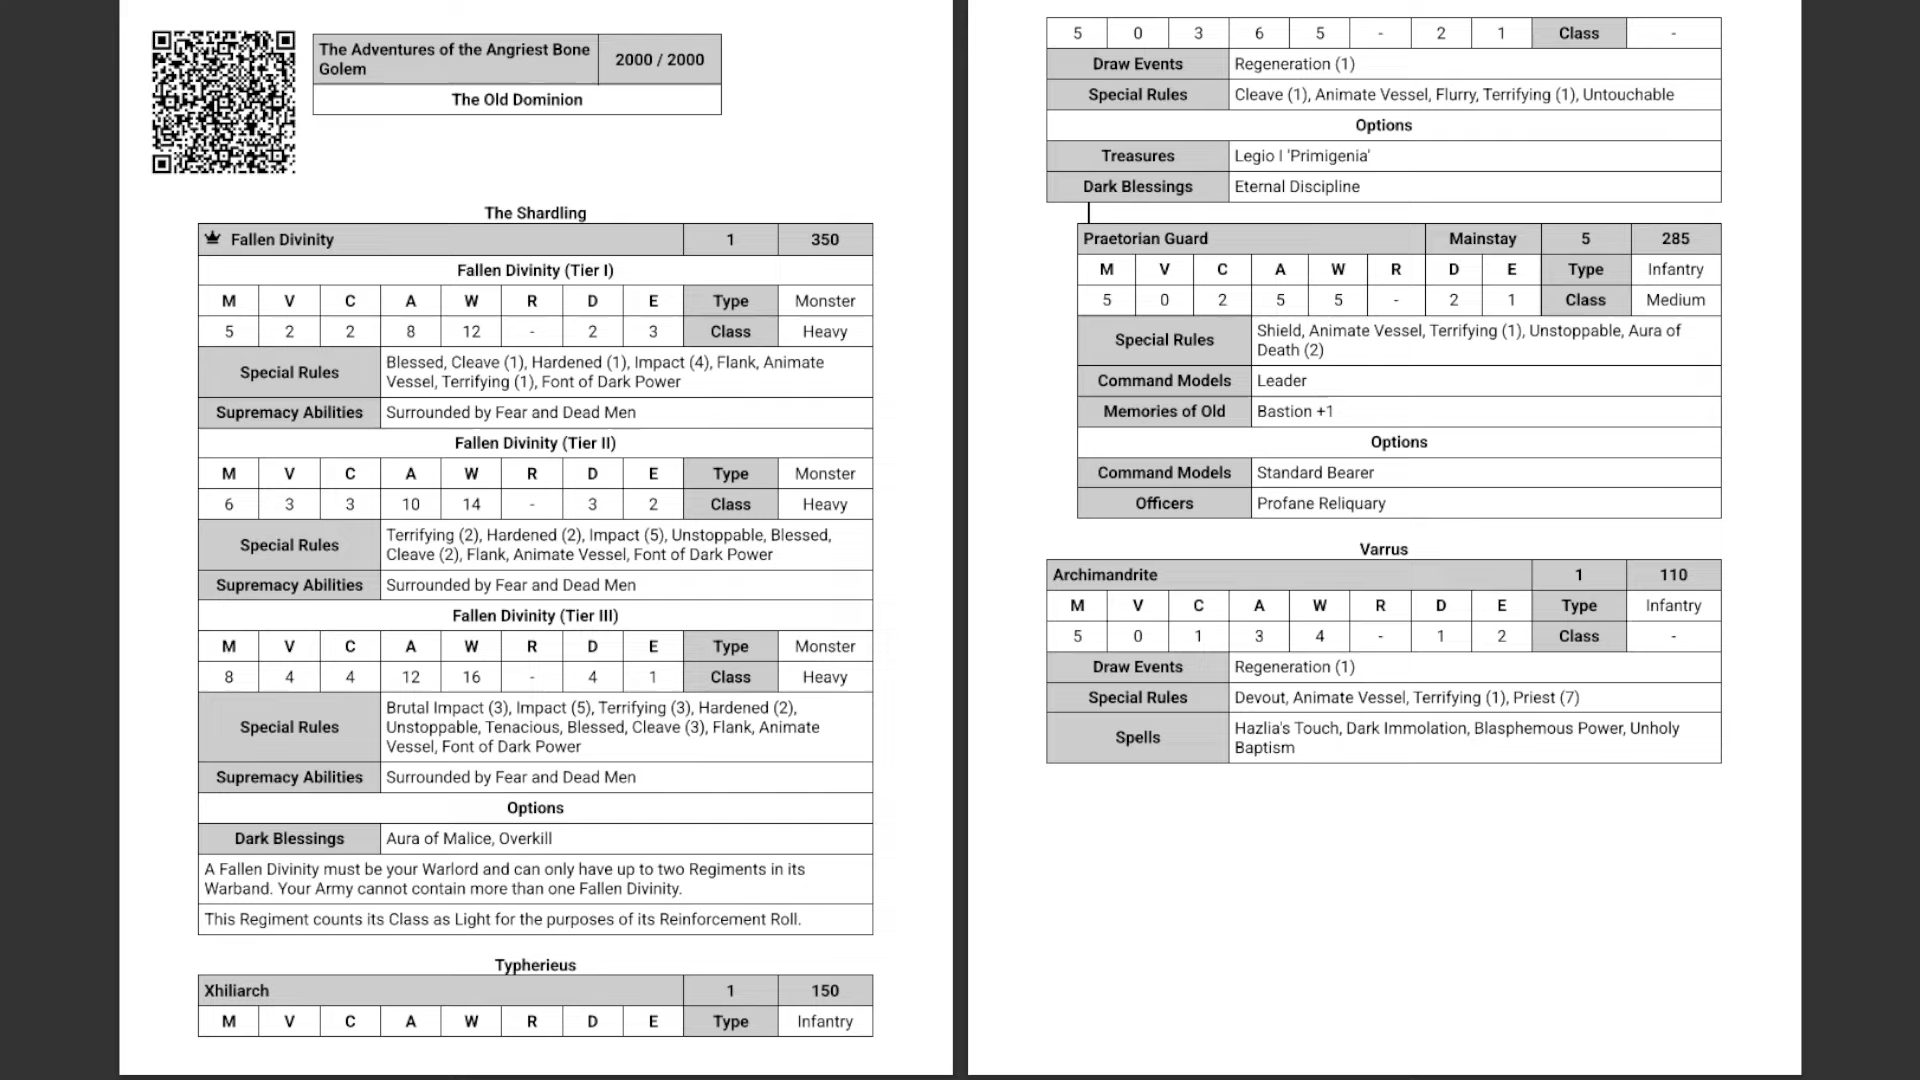 The Adventures of the Angriest Bone
Golem
2000 / 2000
The Old Dominion
The Shardling
Fallen Divinity 1 350
Fallen Divinity (Tier I)
M V C A W R D E Type Monster
5 2 2 8 12 - 2 3 Class Heavy
Special Rules
Blessed, Cleave (1), Hardened (1), Impact (4), Flank, Animate
Vessel, Terrifying (1), Font of Dark Power
Supremacy Abilities Surrounded by Fear and Dead Men
Fallen Divinity (Tier II)
M V C A W R D E Type Monster
6 3 3 10 14 - 3 2 Class Heavy
Special Rules
Terrifying (2), Hardened (2), Impact (5), Unstoppable, Blessed,
Cleave (2), Flank, Animate Vessel, Font of Dark Power
Supremacy Abilities Surrounded by Fear and Dead Men
Fallen Divinity (Tier III)
M V C A W R D E Type Monster
8 4 4 12 16 - 4 1 Class Heavy
Special Rules
Brutal Impact (3), Impact (5), Terrifying (3), Hardened (2),
Unstoppable, Tenacious, Blessed, Cleave (3), Flank, Animate
Vessel, Font of Dark Power
Supremacy Abilities Surrounded by Fear and Dead Men
Options
Dark Blessings Aura of Malice, Overkill
A Fallen Divinity must be your Warlord and can only have up to two Regiments in its
Warband. Your Army cannot contain more than one Fallen Divinity.
This Regiment counts its Class as Light for the purposes of its Reinforcement Roll.
Typherieus
Xhiliarch 1 150
M V C A W R D E Type Infantry
5 0 3 6 5 - 2 1 Class -
Draw Events Regeneration (1)
Special Rules Cleave (1), Animate Vessel, Flurry, Terrifying (1), Untouchable
Options
Treasures Legio I 'Primigenia'
Dark Blessings Eternal Discipline
Praetorian Guard Mainstay 5 285
M V C A W R D E Type Infantry
5 0 2 5 5 - 2 1 Class Medium
Special Rules
Shield, Animate Vessel, Terrifying (1), Unstoppable, Aura of
Death (2)
Command Models Leader
Memories of Old Bastion +1
Options
Command Models Standard Bearer
Officers Profane Reliquary
Varrus
Archimandrite 1 110
M V C A W R D E Type Infantry
5 0 1 3 4 - 1 2 Class -
Draw Events Regeneration (1)
Special Rules Devout, Animate Vessel, Terrifying (1), Priest (7)
Spells
Hazlia's Touch, Dark Immolation, Blasphemous Power, Unholy
Baptism